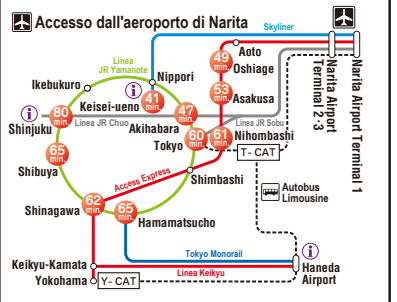 Accesso dall'aeroporto di Narita
Skyliner
Linea
JR Yamanote
Nippori
Ikebukuro
Keisei-ueno
41
min.
49
min.
Aoto
Oshiage
53
min.
Asakusa
Narita Airport
Terminal 2·3
Narita Airport Terminal 1
i
i
80
min.
Shinjuku
Linea JR Chuo
47
min.
Akihabara
Linea JR Sobu
60
min.
Tokyo
61
min.
Nihombashi
T- CAT
65
min.
Shibuya
Access Express
Shimbashi
Autobus
Limousine
62
min.
Shinagawa
65
min.
Hamamatsucho
Tokyo Monorail
i
Keikyu-Kamata
Linea Keikyu
Haneda
Airport
Yokohama
Y- CAT